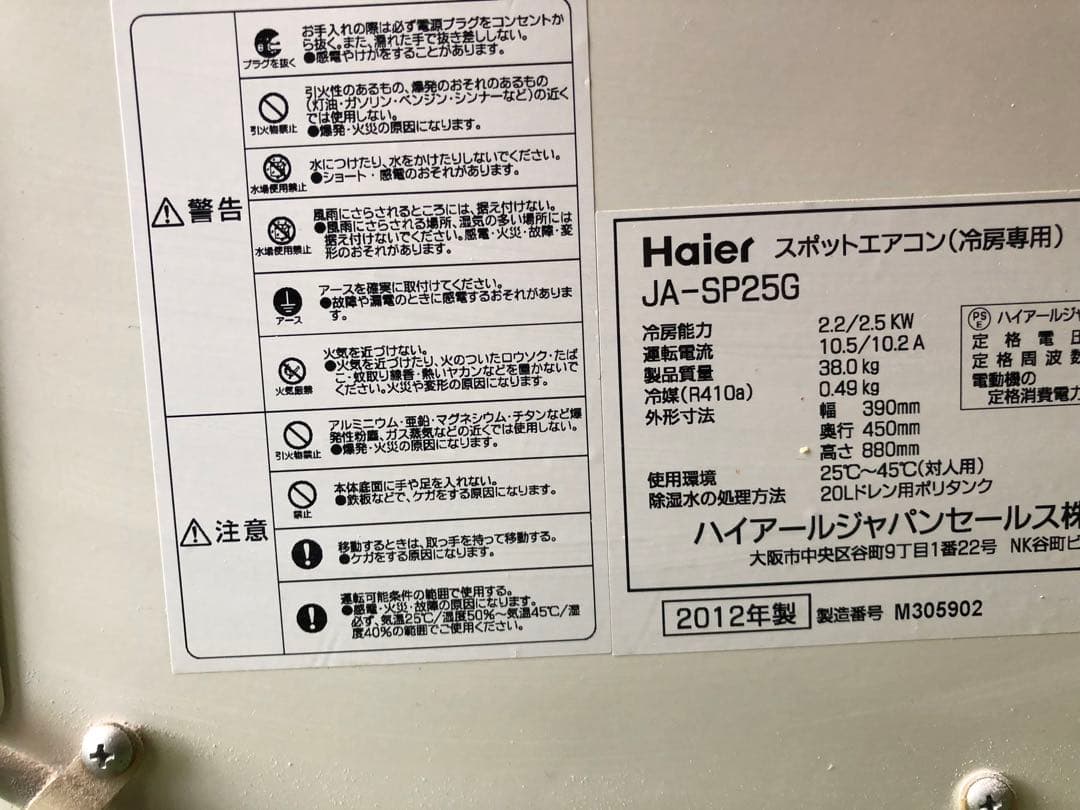 警告
お手入れの際は必ず電源プラグをコンセントか
ら抜く。また、濡れた手で抜き差ししない。
●感電やけがをすることがあります。
プラグを抜く
引火性のあるもの、爆発のおそれのあるもの
(灯油・ガソリン・ベンジン・シンナーなど)の近く
では使用しない。
●爆発・火災の原因になります。
引火物禁止
水につけたり、水をかけたりしないでください。
●ショート・感電のおそれがあります。
水場使用禁止
風雨にさらされるところには、据え付けない。
●風雨にさらされる場所、湿気の多い場所には
据え付けないでください。感電・火災・故障・変
形のおそれがあります。
水場使用禁止
アースを確実に取付けてください。
●故障や漏電のときに感電するおそれがありま
す。
アース
火気を近づけない。
●火気を近づけたり、火のついたロウソク・たば
こ・蚊取り線香・熱いヤカンなどを置かないで
ください。火災や変形の原因になります。
火気厳禁
注意
アルミニウム・亜鉛・マグネシウム・チタンなど爆
発性粉塵、ガス蒸気などの近くでは使用しない。
●爆発・火災の原因になります。
引火物禁止
本体底面に手や足を入れない。
●鉄板などで、ケガをする原因になります。
禁止
移動するときは、取っ手を持って移動する。
●ケガをする原因になります。
運転可能条件の範囲で使用する。
●感電・火災・故障の原因になります。
必ず、気温25℃/湿度50%～気温45℃/湿
度40%の範囲でご使用ください。
Haier スポットエアコン(冷房専用)
JA-SP25G
冷房能力 2.2/2.5 KW
運転電流 10.5/10.2 A
製品質量 38.0 kg
冷媒(R410a) 0.49 kg
外形寸法 幅 390mm
奥行 450mm
高さ 880mm
使用環境 25℃～45℃(対人用)
除湿水の処理方法 20Lドレン用ポリタンク
PS
E
ハイアールジャ
定格電圧
定格周波数
電動機の
定格消費電力
ハイアールジャパンセールス株
大阪市中央区谷町9丁目1番22号 NK谷町ビ
2012年製 製造番号 M305902